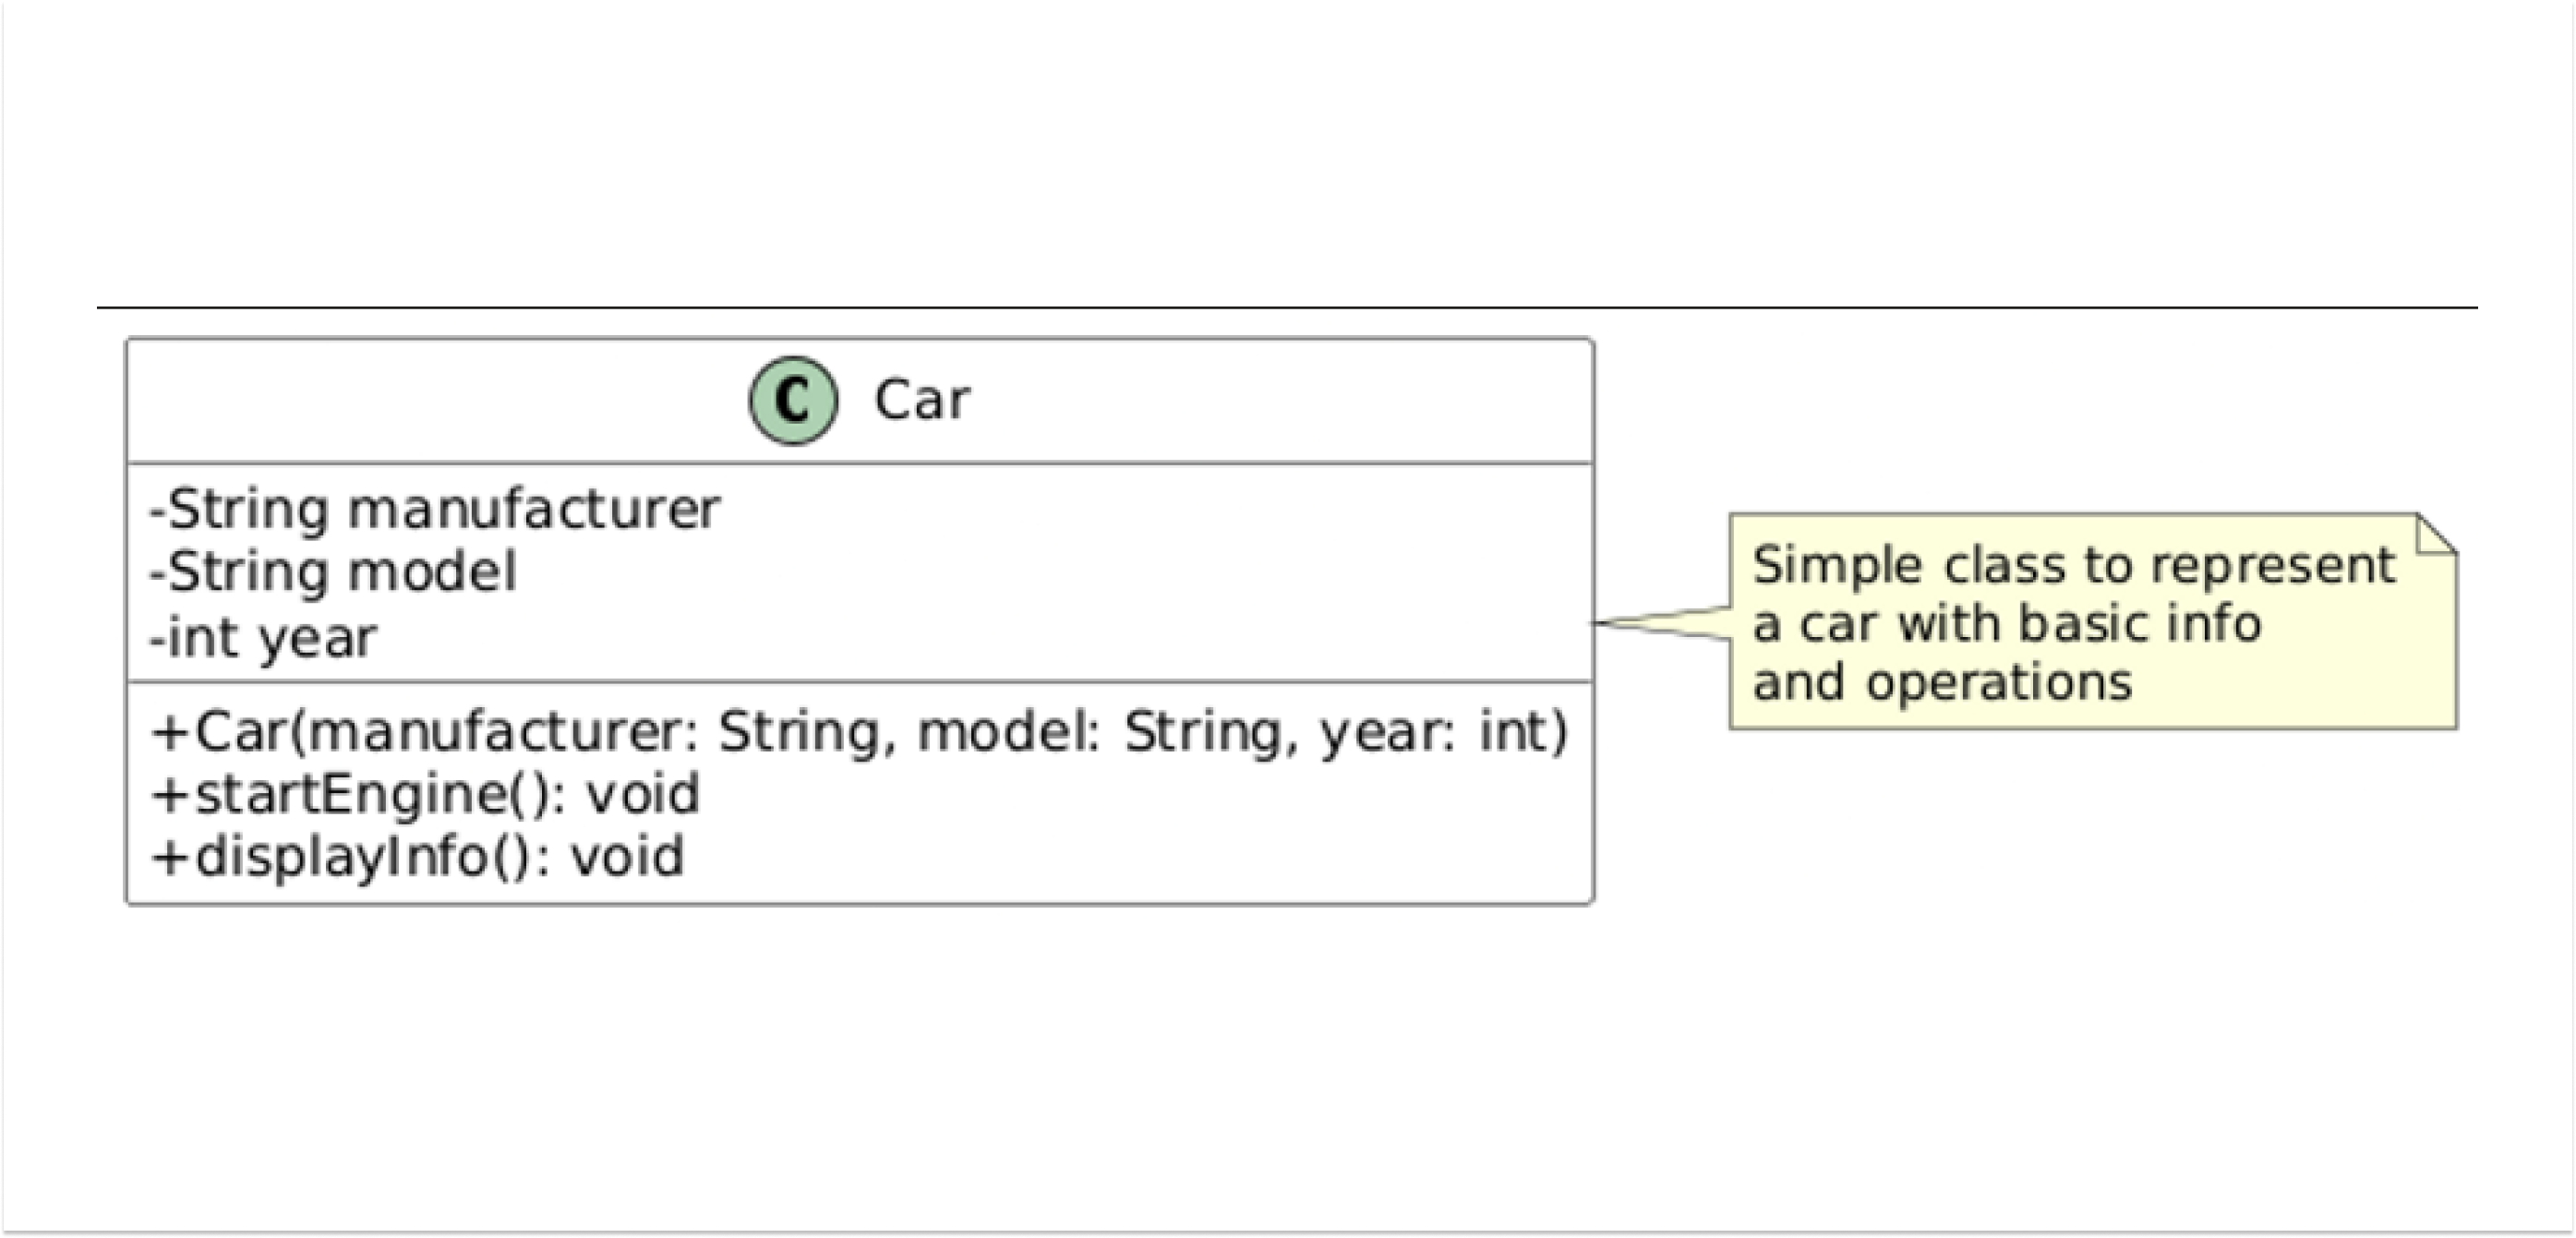 C Car
-String manufacturer
-String model
-int year
+Car(manufacturer: String, model: String, year: int)
+startEngine(): void
+displayInfo(): void
Simple class to represent
a car with basic info
and operations